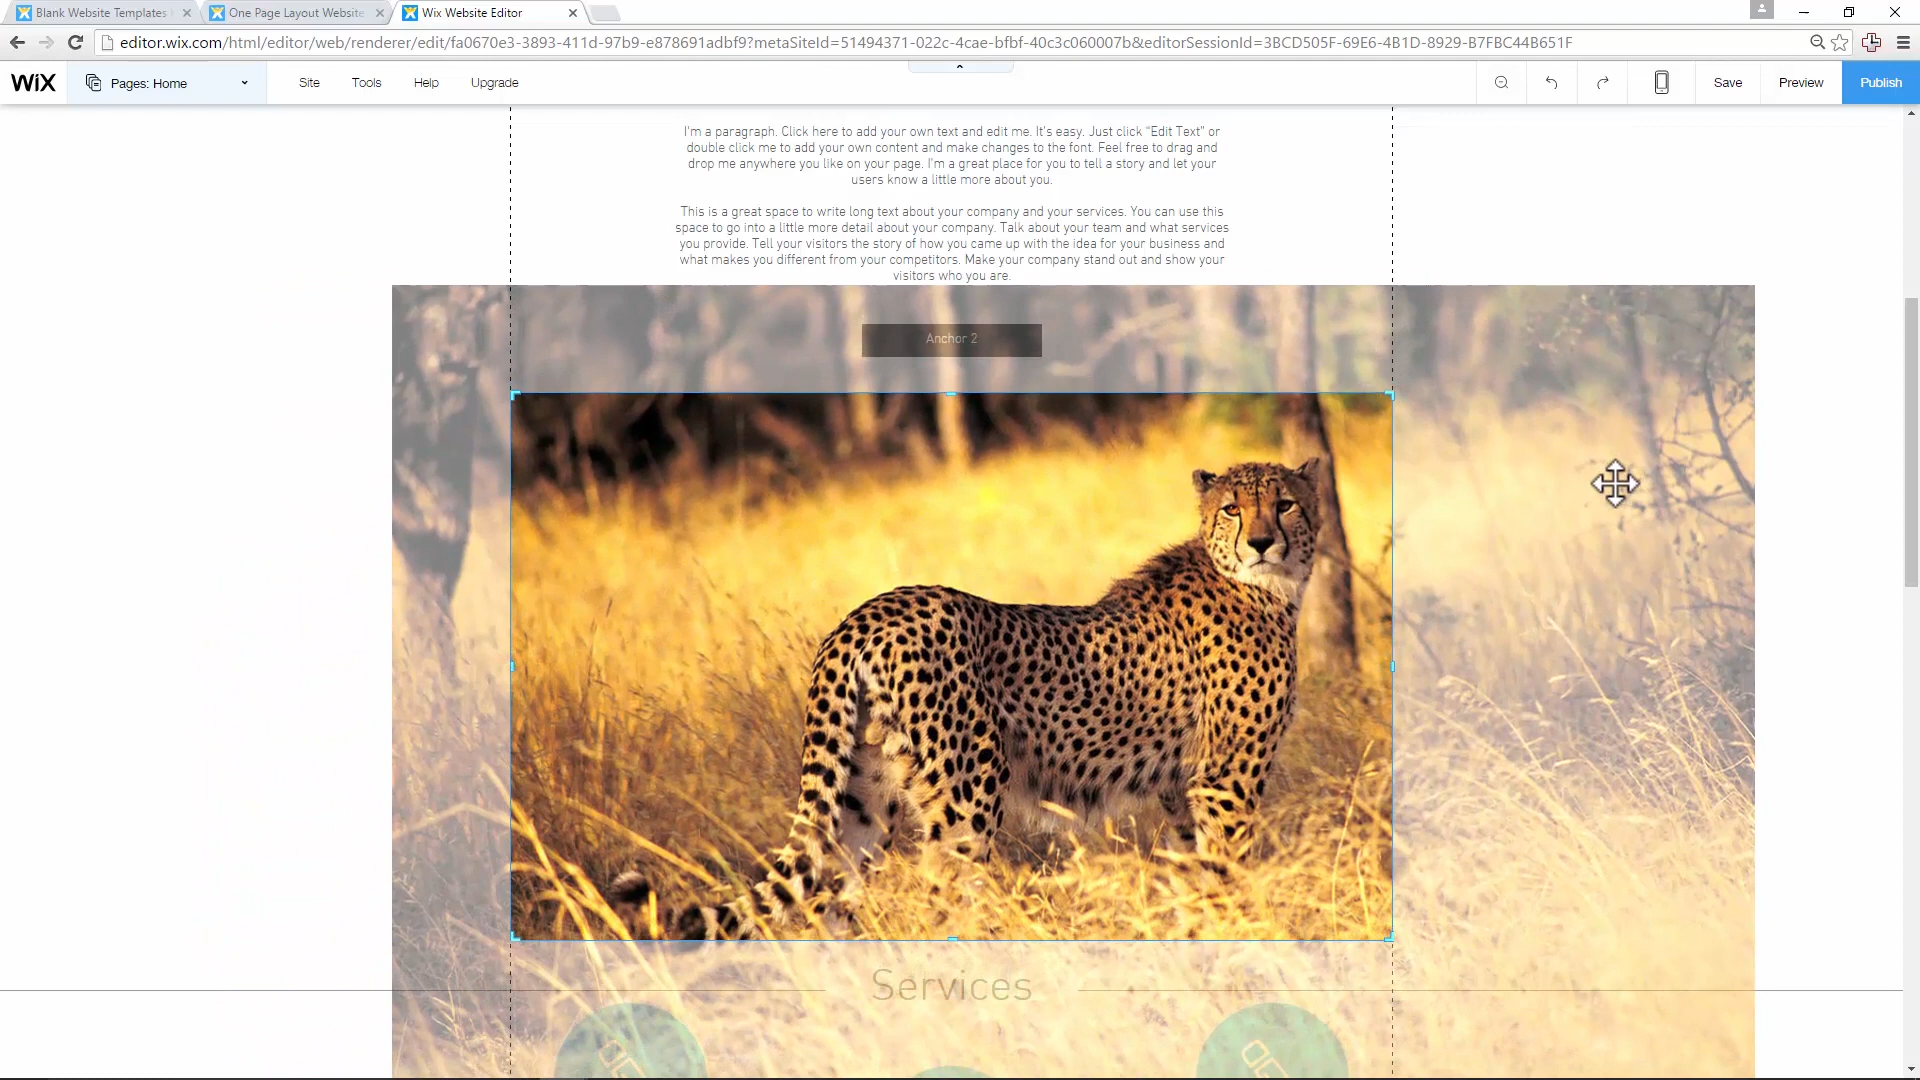 Blank Website Templates
One Page Layout Website
Wix Website Editor
editor.wix.com/html/editor/web/renderer/edit/fa0670e3-3893-411d-97b9-e878691adbf9?metaSiteId=51494371-022c-4cae-bfbf-40c3c060007b&editorSessionId=3BCD505F-69E6-4B1D-8929-B7FBC44B651F
WiX
Pages: Home
Site
Tools
Help
Upgrade
Save
Preview
Publish
I'm a paragraph. Click here to add your own text and edit me. It's easy. Just click "Edit Text" or
double click me to add your own content and make changes to the font. Feel free to drag and
drop me anywhere you like on your page. I'm a great place for you to tell a story and let your
users know a little more about you.
This is a great space to write long text about your company and your services. You can use this
space to go into a little more detail about your company. Talk about your team and what services
you provide. Tell your visitors the story of how you came up with the idea for your business and
what makes you different from your competitors. Make your company stand out and show your
visitors who you are.
Anchor 2
Services